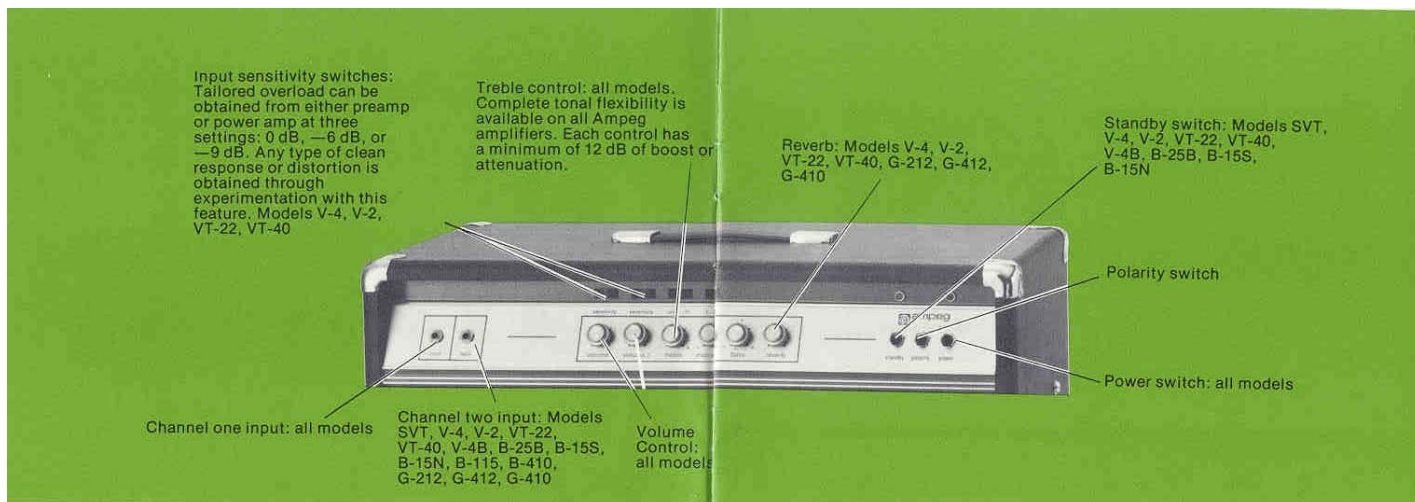 Input sensitivity switches:
Tailored overload can be
obtained from either preamp
or power amp at three
settings: 0 dB, —6 dB, or
—9 dB. Any type of clean
response or distortion is
obtained through
experimentation with this
feature. Models V-4, V-2,
VT-22, VT-40
Treble control: all models.
Complete tonal flexibility is
available on all Ampeg
amplifiers. Each control has
a minimum of 12 dB of boost or
attenuation.
Reverb: Models V-4, V-2,
VT-22, VT-40, G-212, G-412,
G-410
Standby switch: Models SVT,
V-4, V-2, VT-22, VT-40,
V-4B, B-25B, B-15S,
B-15N
Polarity switch
ampeg
Power switch: all models
Channel one input: all models
Channel two input: Models
SVT, V-4, V-2, VT-22,
VT-40, V-4B, B-25B, B-15S,
B-15N, B-115, B-410,
G-212, G-412, G-410
Volume
Control:
all models